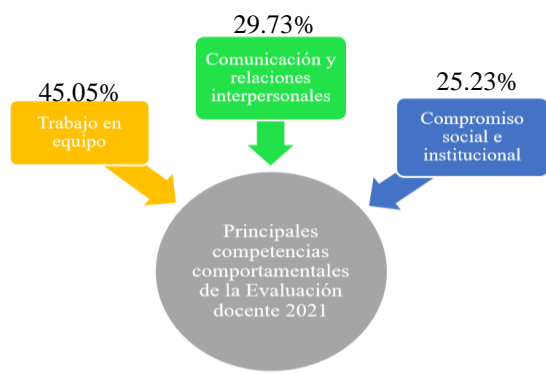 29.73%
Comunicación y
relaciones
interpersonales
45.05%
Trabajo en
equipo
25.23%
Compromiso
social e
institucional
Principales
competencias
comportamentales
de la Evaluación
docente 2021